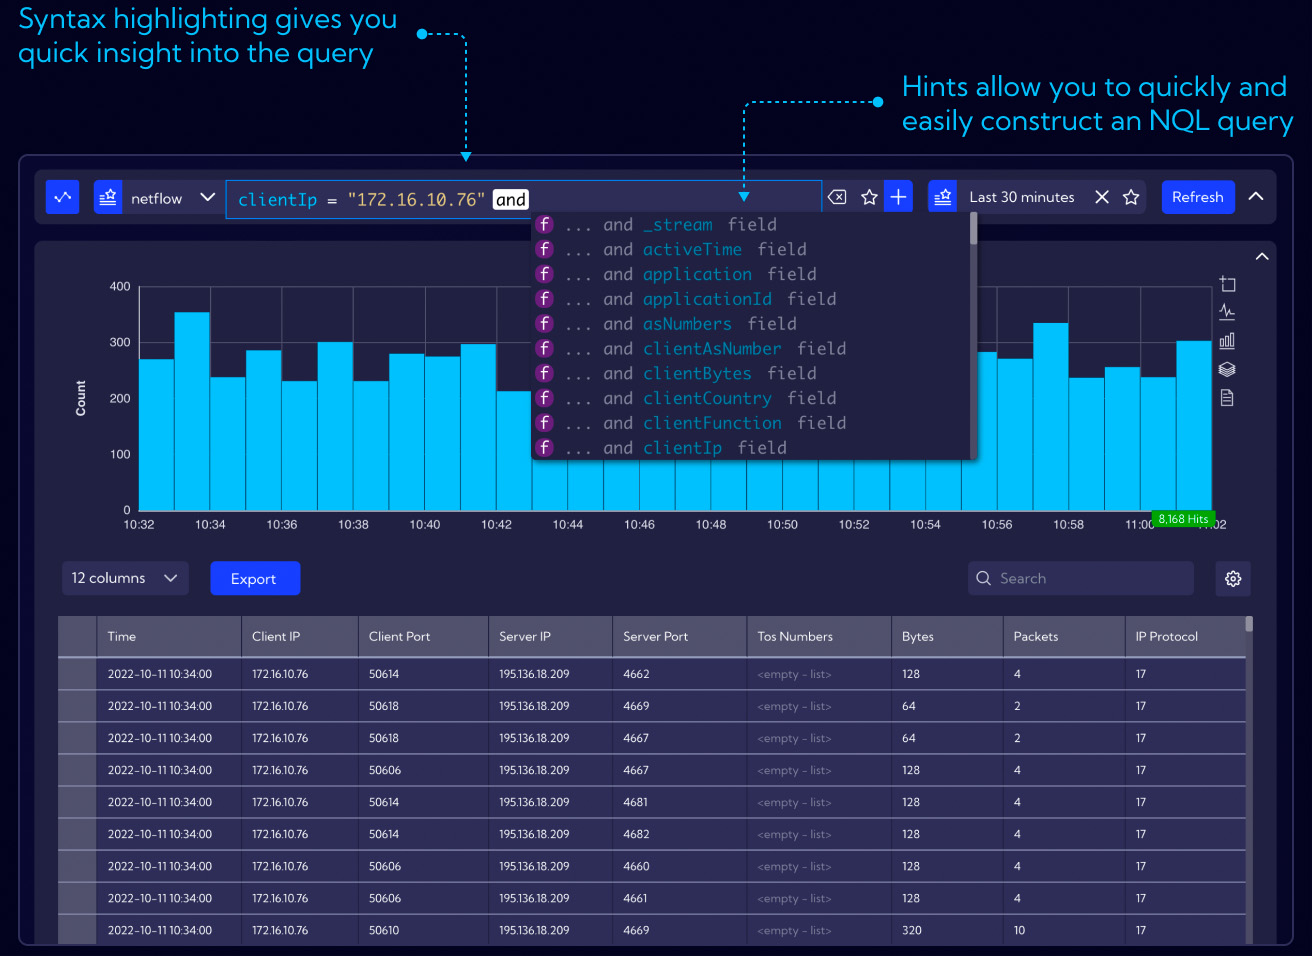 Syntax highlighting gives you
quick insight into the query
Hints allow you to quickly and
easily construct an NQL query
netflow
clientIp = "172.16.10.76" and
Last 30 minutes
Refresh
f ... and _stream field
f ... and activeTime field
f ... and application field
f ... and applicationId field
f ... and asNumbers field
f ... and clientAsNumber field
f ... and clientBytes field
f ... and clientCountry field
f ... and clientFunction field
f ... and clientIp field
Count
400
300
200
100
0
10:32 10:34 10:36 10:38 10:40 10:42 10:44 10:46 10:48 10:50 10:52 10:54 10:56 10:58
8,168 Hits
12 columns
Export
Search
Time Client IP Client Port Server IP Server Port Tos Numbers Bytes Packets IP Protocol
2022-10-11 10:34:00 172.16.10.76 50614 195.136.18.209 4662 <empty - list> 128 4 17
2022-10-11 10:34:00 172.16.10.76 50618 195.136.18.209 4669 <empty - list> 64 2 17
2022-10-11 10:34:00 172.16.10.76 50618 195.136.18.209 4667 <empty - list> 64 2 17
2022-10-11 10:34:00 172.16.10.76 50606 195.136.18.209 4667 <empty - list> 128 4 17
2022-10-11 10:34:00 172.16.10.76 50614 195.136.18.209 4681 <empty - list> 128 4 17
2022-10-11 10:34:00 172.16.10.76 50614 195.136.18.209 4682 <empty - list> 128 4 17
2022-10-11 10:34:00 172.16.10.76 50606 195.136.18.209 4660 <empty - list> 128 4 17
2022-10-11 10:34:00 172.16.10.76 50606 195.136.18.209 4661 <empty - list> 128 4 17
2022-10-11 10:34:00 172.16.10.76 50610 195.136.18.209 4669 <empty - list> 320 10 17